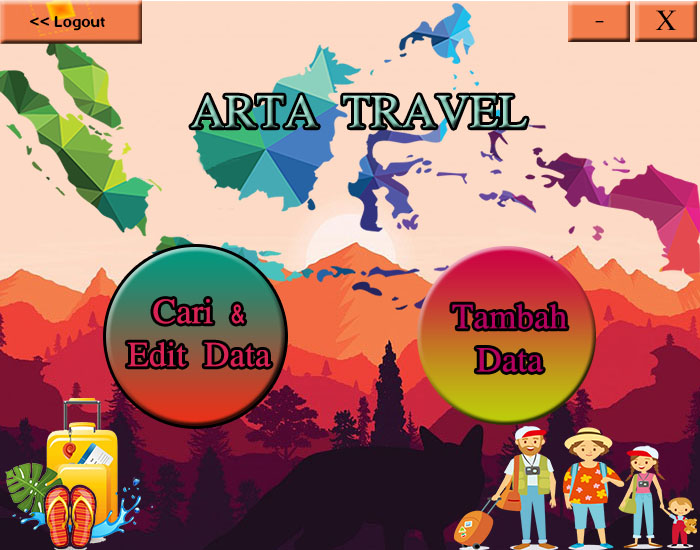 << Logout
-
X
ARTA TRAVEL
Cari &
Edit Data
Tambah
Data